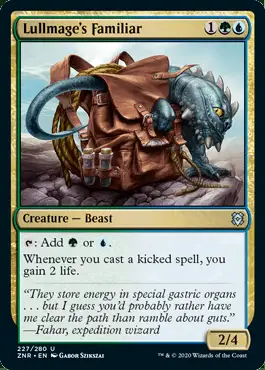 Lullmage's Familiar
1
Creature — Beast
: Add or .
Whenever you cast a kicked spell, you
gain 2 life.
"They store energy in special gastric organs
. . . but I guess you'd probably rather have
me clear the path than ramble about guts."
—Fahar, expedition wizard
2/4
227/280 U
ZNR • EN GABOR SZIKSZAI
™ & © 2020 Wizards of the Coast